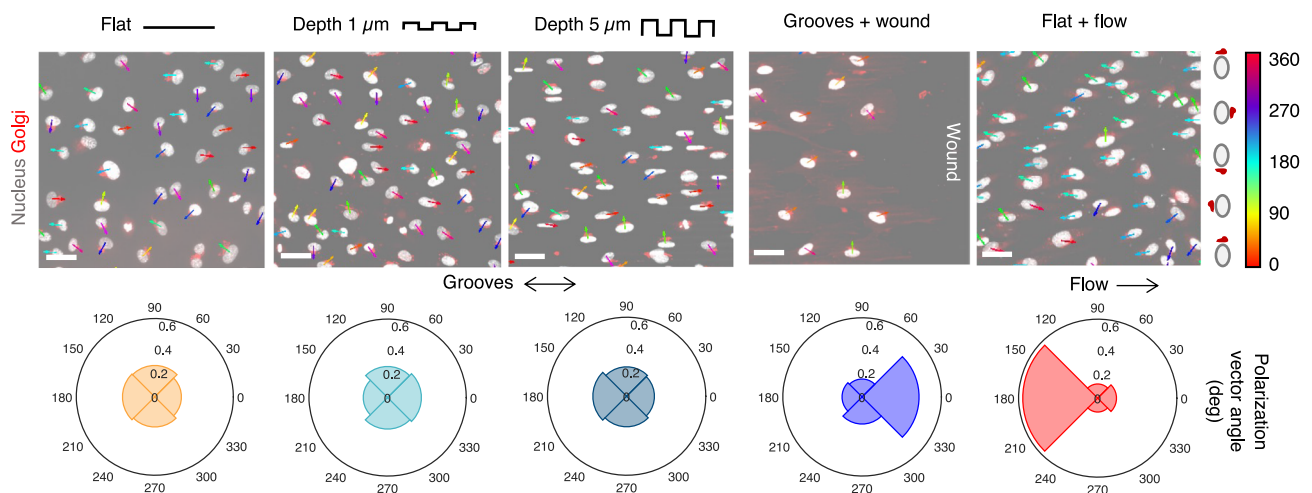 Flat
Depth 1 µm
Depth 5 µm
Grooves + wound
Flat + flow
Nucleus Golgi
Wound
360
270
180
90
0
Grooves
Flow
90
120 60
0.6
150 0.4 30
0.2
180 0 0
210 330
240 300
270
90
120 60
0.6
150 0.4 30
0.2
180 0 0
210 330
240 300
270
90
120 60
0.6
150 0.4 30
0.2
180 0 0
210 330
240 300
270
90
120 60
0.6
150 0.4 30
0.2
180 0 0
210 330
240 300
270
90
120 60
0.6
150 0.4 30
0.2
180 0 0
210 330
240 300
270
Polarization
vector angle
(deg)